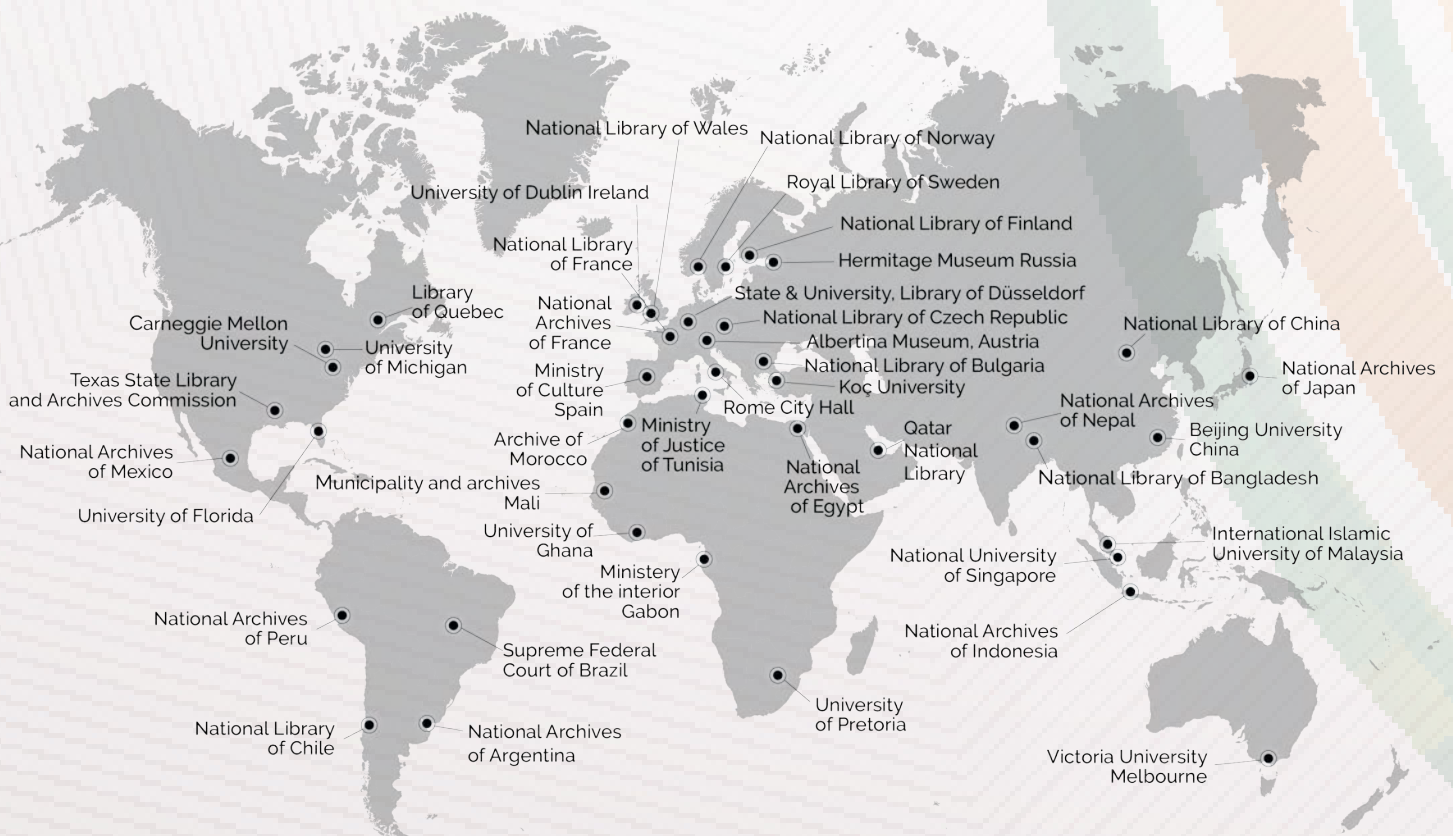 National Library of Wales
National Library of Norway
University of Dublin Ireland
Royal Library of Sweden
National Library of Finland
National Library
of France
Hermitage Museum Russia
Library
of Quebec
National
Archives
of France
State & University, Library of Düsseldorf
National Library of Czech Republic
Carneggie Mellon
University
University
of Michigan
Albertina Museum, Austria
National Library of China
Ministry
of Culture
Spain
National Library of Bulgaria
Koç University
National Archives
of Japan
Texas State Library
and Archives Commission
Rome City Hall
National Archives
of Nepal
Archive of
Morocco
Ministry
of Justice
of Tunisia
Qatar
National
Library
Beijing University
China
National Archives
of Mexico
National
Archives
of Egypt
National Library of Bangladesh
Municipality and archives
Mali
University of Florida
University of
Ghana
International Islamic
University of Malaysia
National University
of Singapore
Ministery
of the interior
Gabon
National Archives
of Peru
National Archives
of Indonesia
Supreme Federal
Court of Brazil
University
of Pretoria
National Library
of Chile
National Archives
of Argentina
Victoria University
Melbourne